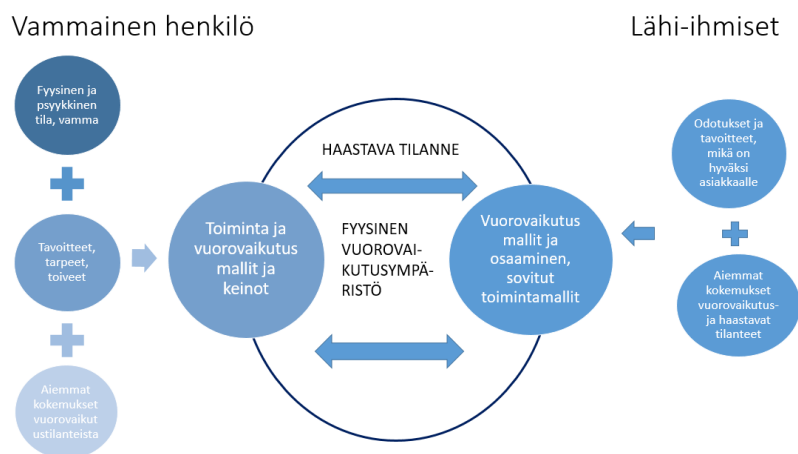 Vammainen henkilö
Lähi-ihmiset
Fyysinen ja
psyykkinen
tila, vamma
Tavoitteet,
tarpeet,
toiveet
Aiemmat
kokemukset
vuorovaikut
ustilanteista
Toiminta ja
vuorovaikutus
mallit ja
keinot
HAASTAVA TILANNE
FYYSINEN
VUOROVAI-
KUTUSYMPÄ-
RISTÖ
Vuorovaikutus
mallit ja
osaaminen,
sovitut
toimintamallit
Odotukset ja
tavoitteet,
mikä on
hyväksi
asiakkaalle
Aiemmat
kokemukset
vuorovaikutus-
ja haastavat
tilanteet